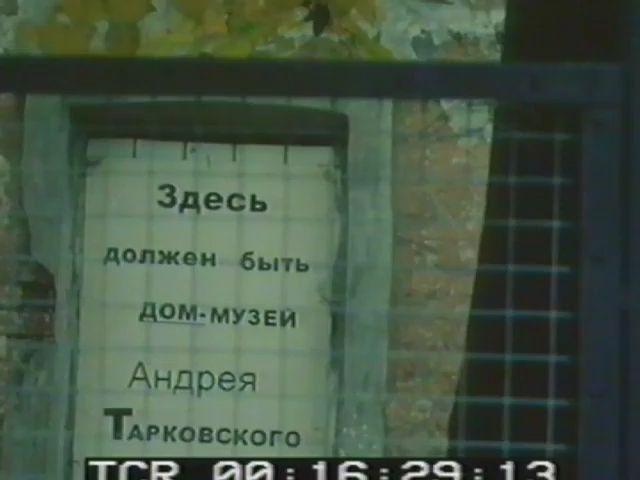 Здесь
должен быть
дом-музей
Андрея
Тарковского
TCR 00:16:29:13